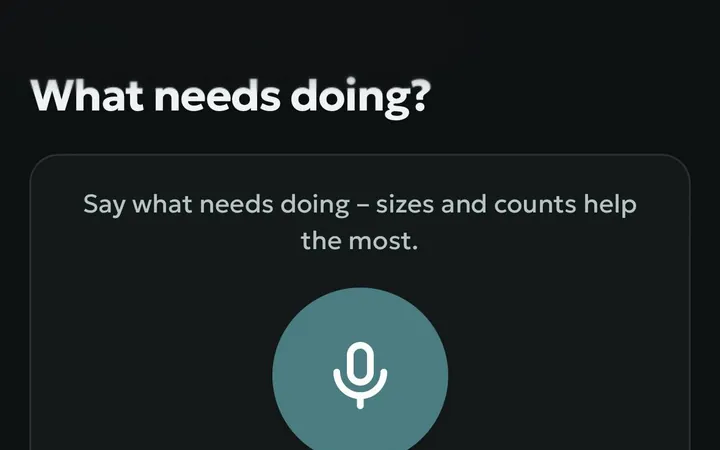 What needs doing?
Say what needs doing – sizes and counts help
the most.